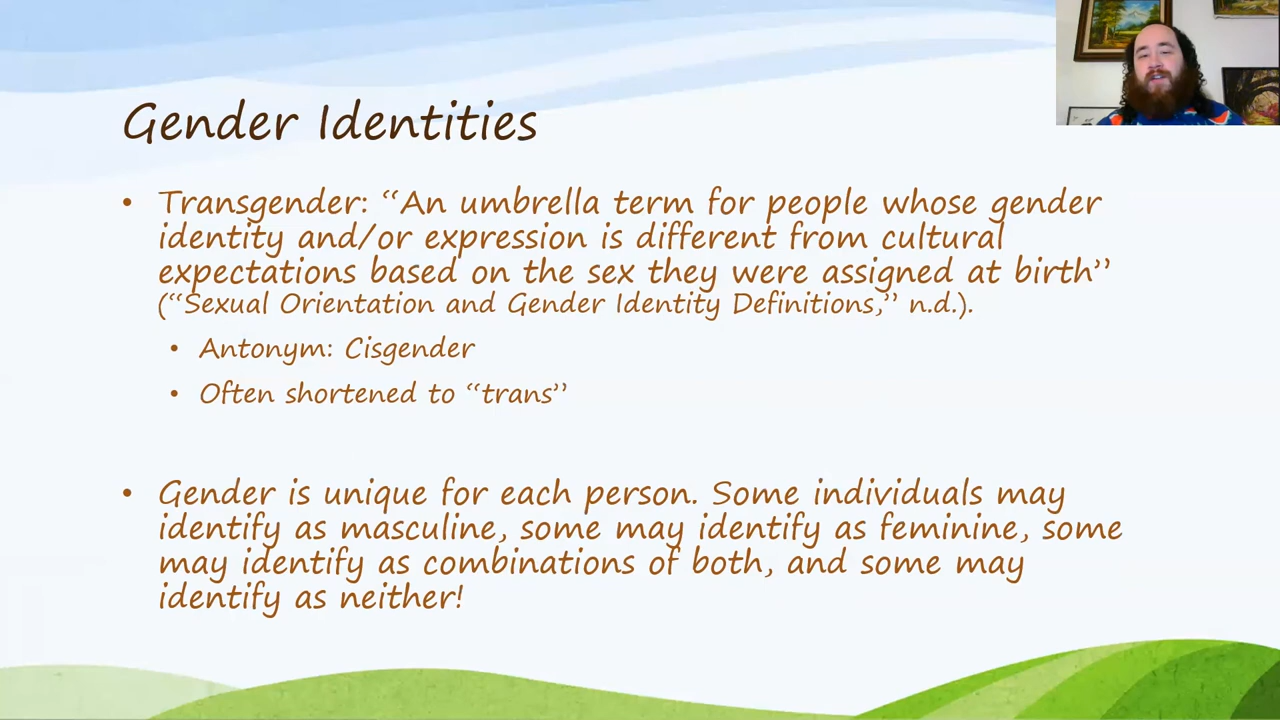 Gender Identities
• Transgender: “An umbrella term for people whose gender
identity and/or expression is different from cultural
expectations based on the sex they were assigned at birth”
(“Sexual Orientation and Gender Identity Definitions,” n.d.).
• Antonym: Cisgender
• Often shortened to “trans”
• Gender is unique for each person. Some individuals may
identify as masculine, some may identify as feminine, some
may identify as combinations of both, and some may
identify as neither!